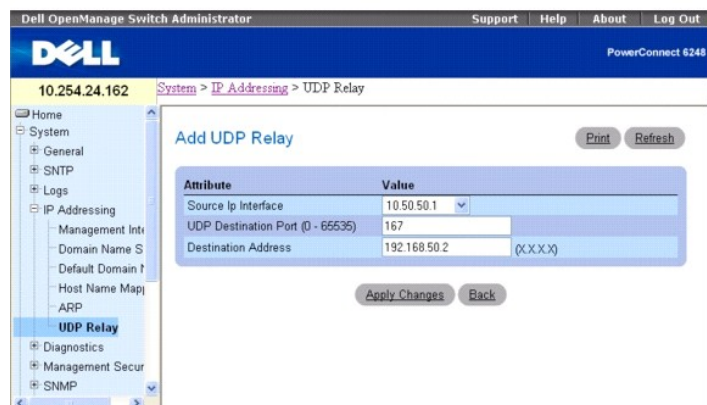 Dell OpenManage Switch Administrator Support Help About Log Out
DELL PowerConnect 6248
10.254.24.162 System > IP Addressing > UDP Relay
Home
System
General
SNTP
Logs
IP Addressing
Management Inte
Domain Name S
Default Domain N
Host Name Mapp
ARP
UDP Relay
Diagnostics
Management Secur
SNMP
Add UDP Relay Print Refresh
Attribute Value
Source Ip Interface 10.50.50.1
UDP Destination Port (0 - 65535) 167
Destination Address 192.168.50.2 (X.X.X.X)
Apply Changes Back